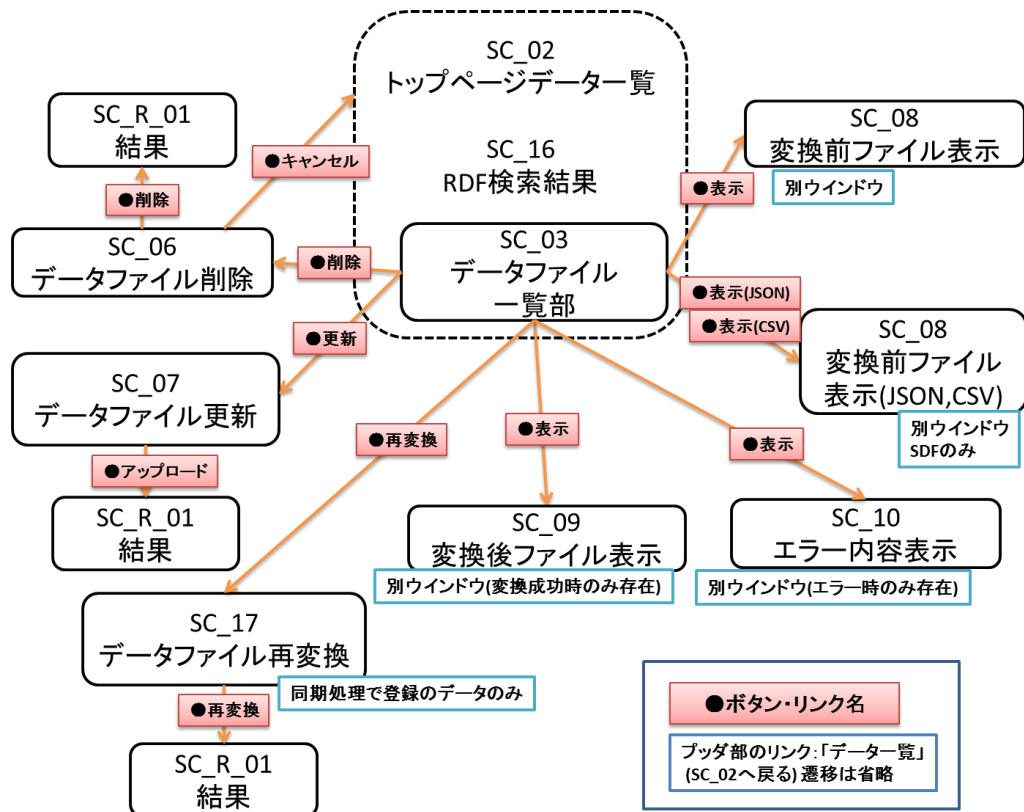 SC_02
トップページデータ一覧
SC_16
RDF検索結果
SC_03
データファイル
一覧部
SC_R_01
結果
●削除
●キャンセル
SC_06
データファイル削除
●削除
●更新
SC_07
データファイル更新
●アップロード
SC_R_01
結果
●表示
SC_08
変換前ファイル表示
別ウインドウ
●表示(JSON)
●表示(CSV)
SC_08
変換前ファイル
表示(JSON,CSV)
別ウインドウ
SDFのみ
●再変換
●表示
●表示
SC_09
変換後ファイル表示
別ウインドウ(変換成功時のみ存在)
SC_10
エラー内容表示
別ウインドウ(エラー時のみ存在)
SC_17
データファイル再変換
同期処理で登録のデータのみ
●再変換
SC_R_01
結果
●ボタン・リンク名
プッダ部のリンク:「データ一覧」
(SC_02へ戻る) 遷移は省略